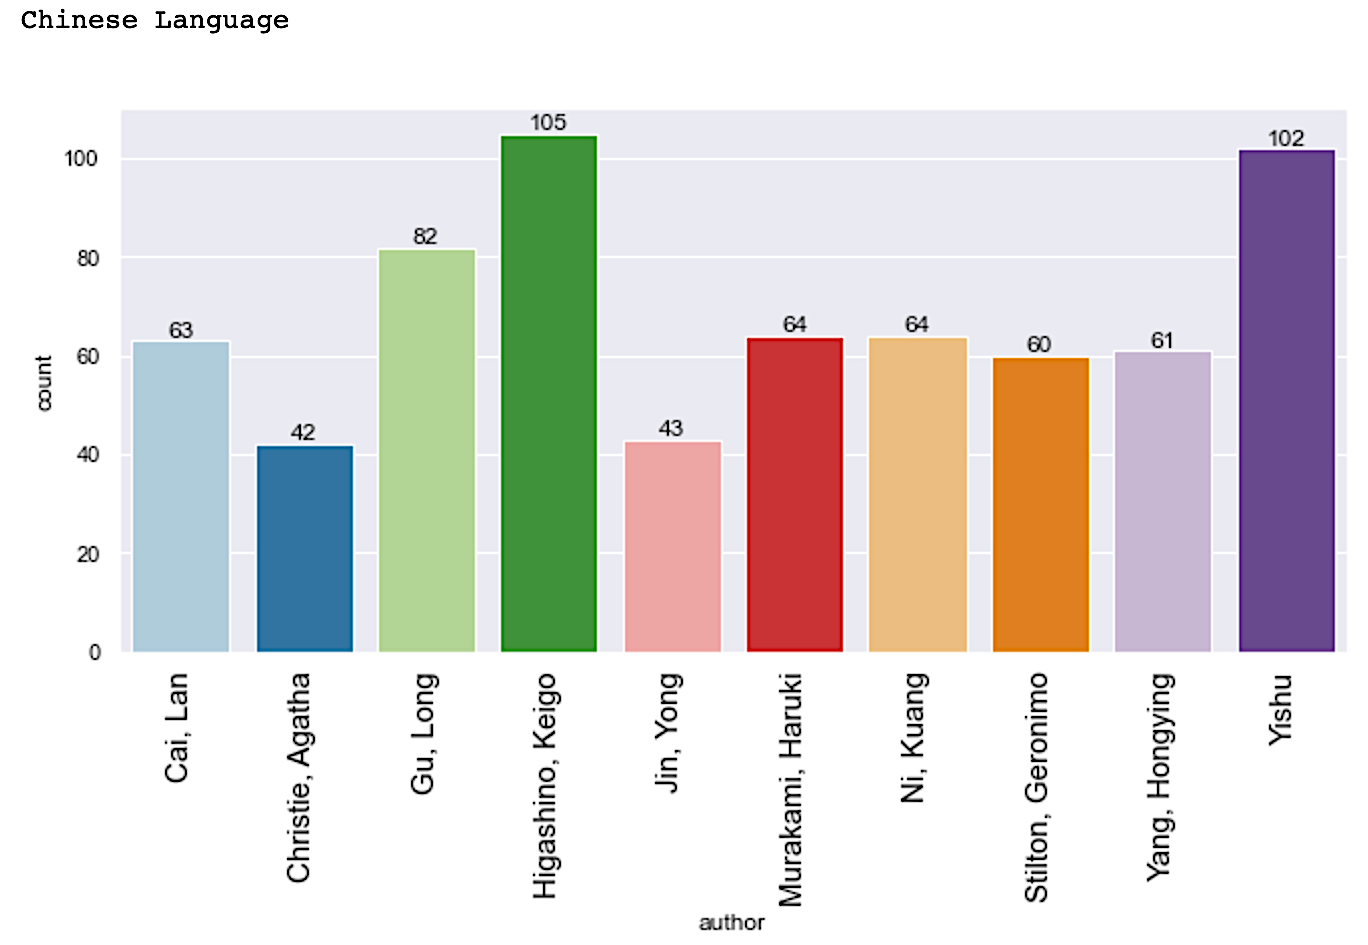 Chinese Language
105
102
100
82
80
63
64
64
60
61
60
42
43
40
20
0
count
Cai, Lan
Christie, Agatha
Gu, Long
Higashino, Keigo
Jin, Yong
Murakami, Haruki
Ni, Kuang
Stilton, Geronimo
Yang, Hongying
Yishu
author